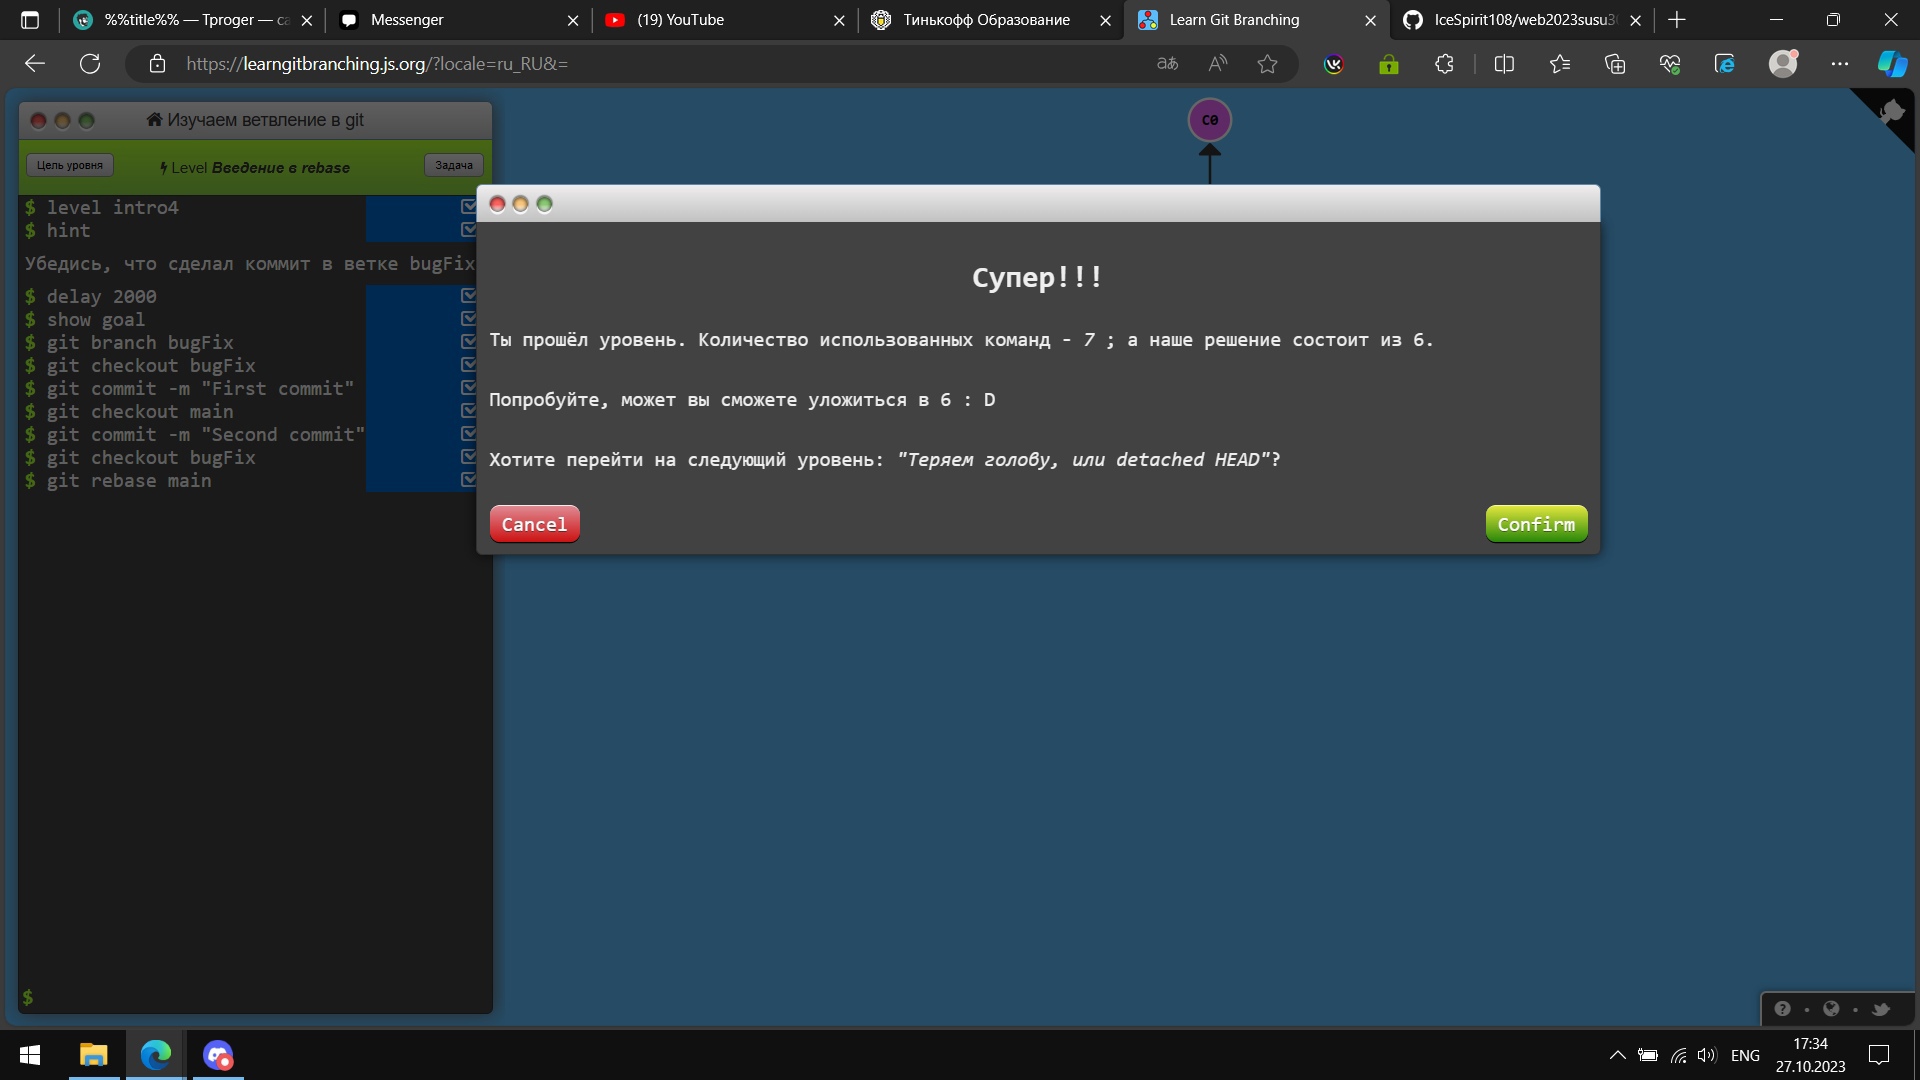 %%title%% — Tproger — са
Messenger
(19) YouTube
Тинькофф Образование
Learn Git Branching
IceSpirit108/web2023susu3
https://learngitbranching.js.org/?locale=ru_RU&=
Изучаем ветвление в git
C0
Цель уровня
Level Введение в rebase
Задача
$ level intro4
$ hint
Убедись, что сделал коммит в ветке bugFix
$ delay 2000
$ show goal
$ git branch bugFix
$ git checkout bugFix
$ git commit -m "First commit"
$ git checkout main
$ git commit -m "Second commit"
$ git checkout bugFix
$ git rebase main
$
Супер!!!
Ты прошёл уровень. Количество использованных команд - 7 ; а наше решение состоит из 6.
Попробуйте, может вы сможете уложиться в 6 : D
Хотите перейти на следующий уровень: "Теряем голову, или detached HEAD"?
Cancel
Confirm
ENG
17:34
27.10.2023